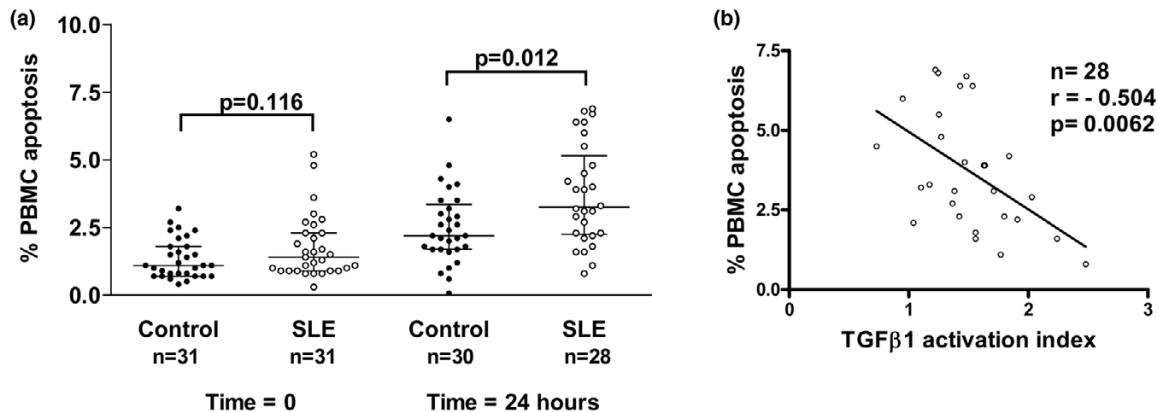 (a)
% PBMC apoptosis
10.0
7.5
5.0
2.5
0.0
p=0.116
p=0.012
Control SLE Control SLE
n=31 n=31 n=30 n=28
Time = 0 Time = 24 hours
(b)
% PBMC apoptosis
7.5
5.0
2.5
0.0
n= 28
r = - 0.504
p= 0.0062
0 1 2 3
TGFβ1 activation index